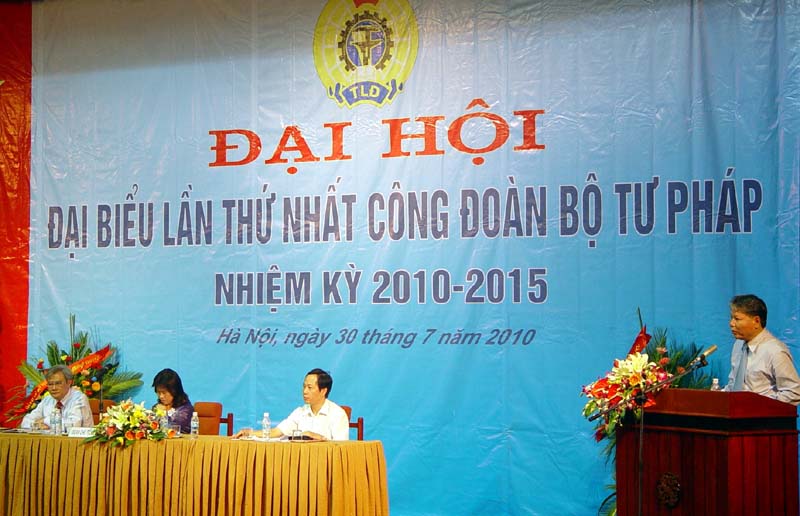 TLĐ
ĐẠI HỘI
ĐẠI BIỂU LẦN THỨ NHẤT CÔNG ĐOÀN BỘ TƯ PHÁP
NHIỆM KỲ 2010-2015
Hà Nội, ngày 30 tháng 7 năm 2010